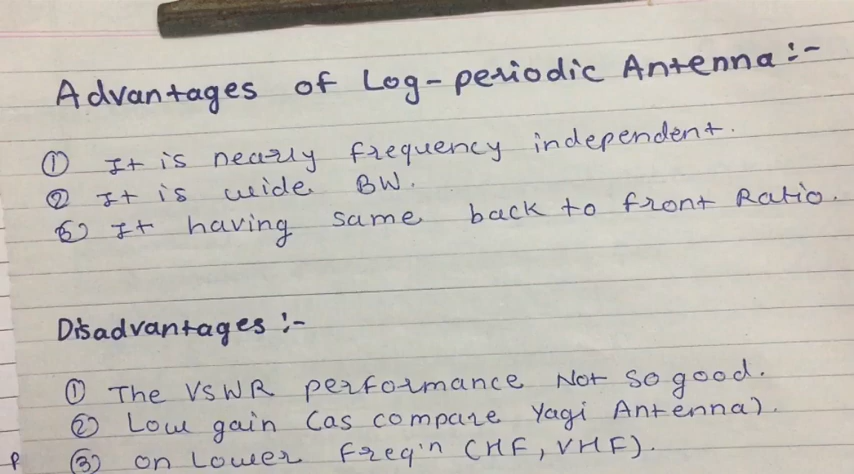 Advantages of Log-periodic Antenna:-
① It is nearly frequency independent.
② It is wide BW.
③ It having same back to front Ratio.
Disadvantages:-
① The VSWR performance Not so good.
② Low gain (as compare Yagi Antenna).
③ on Lower Freq'n (HF, VHF).
P